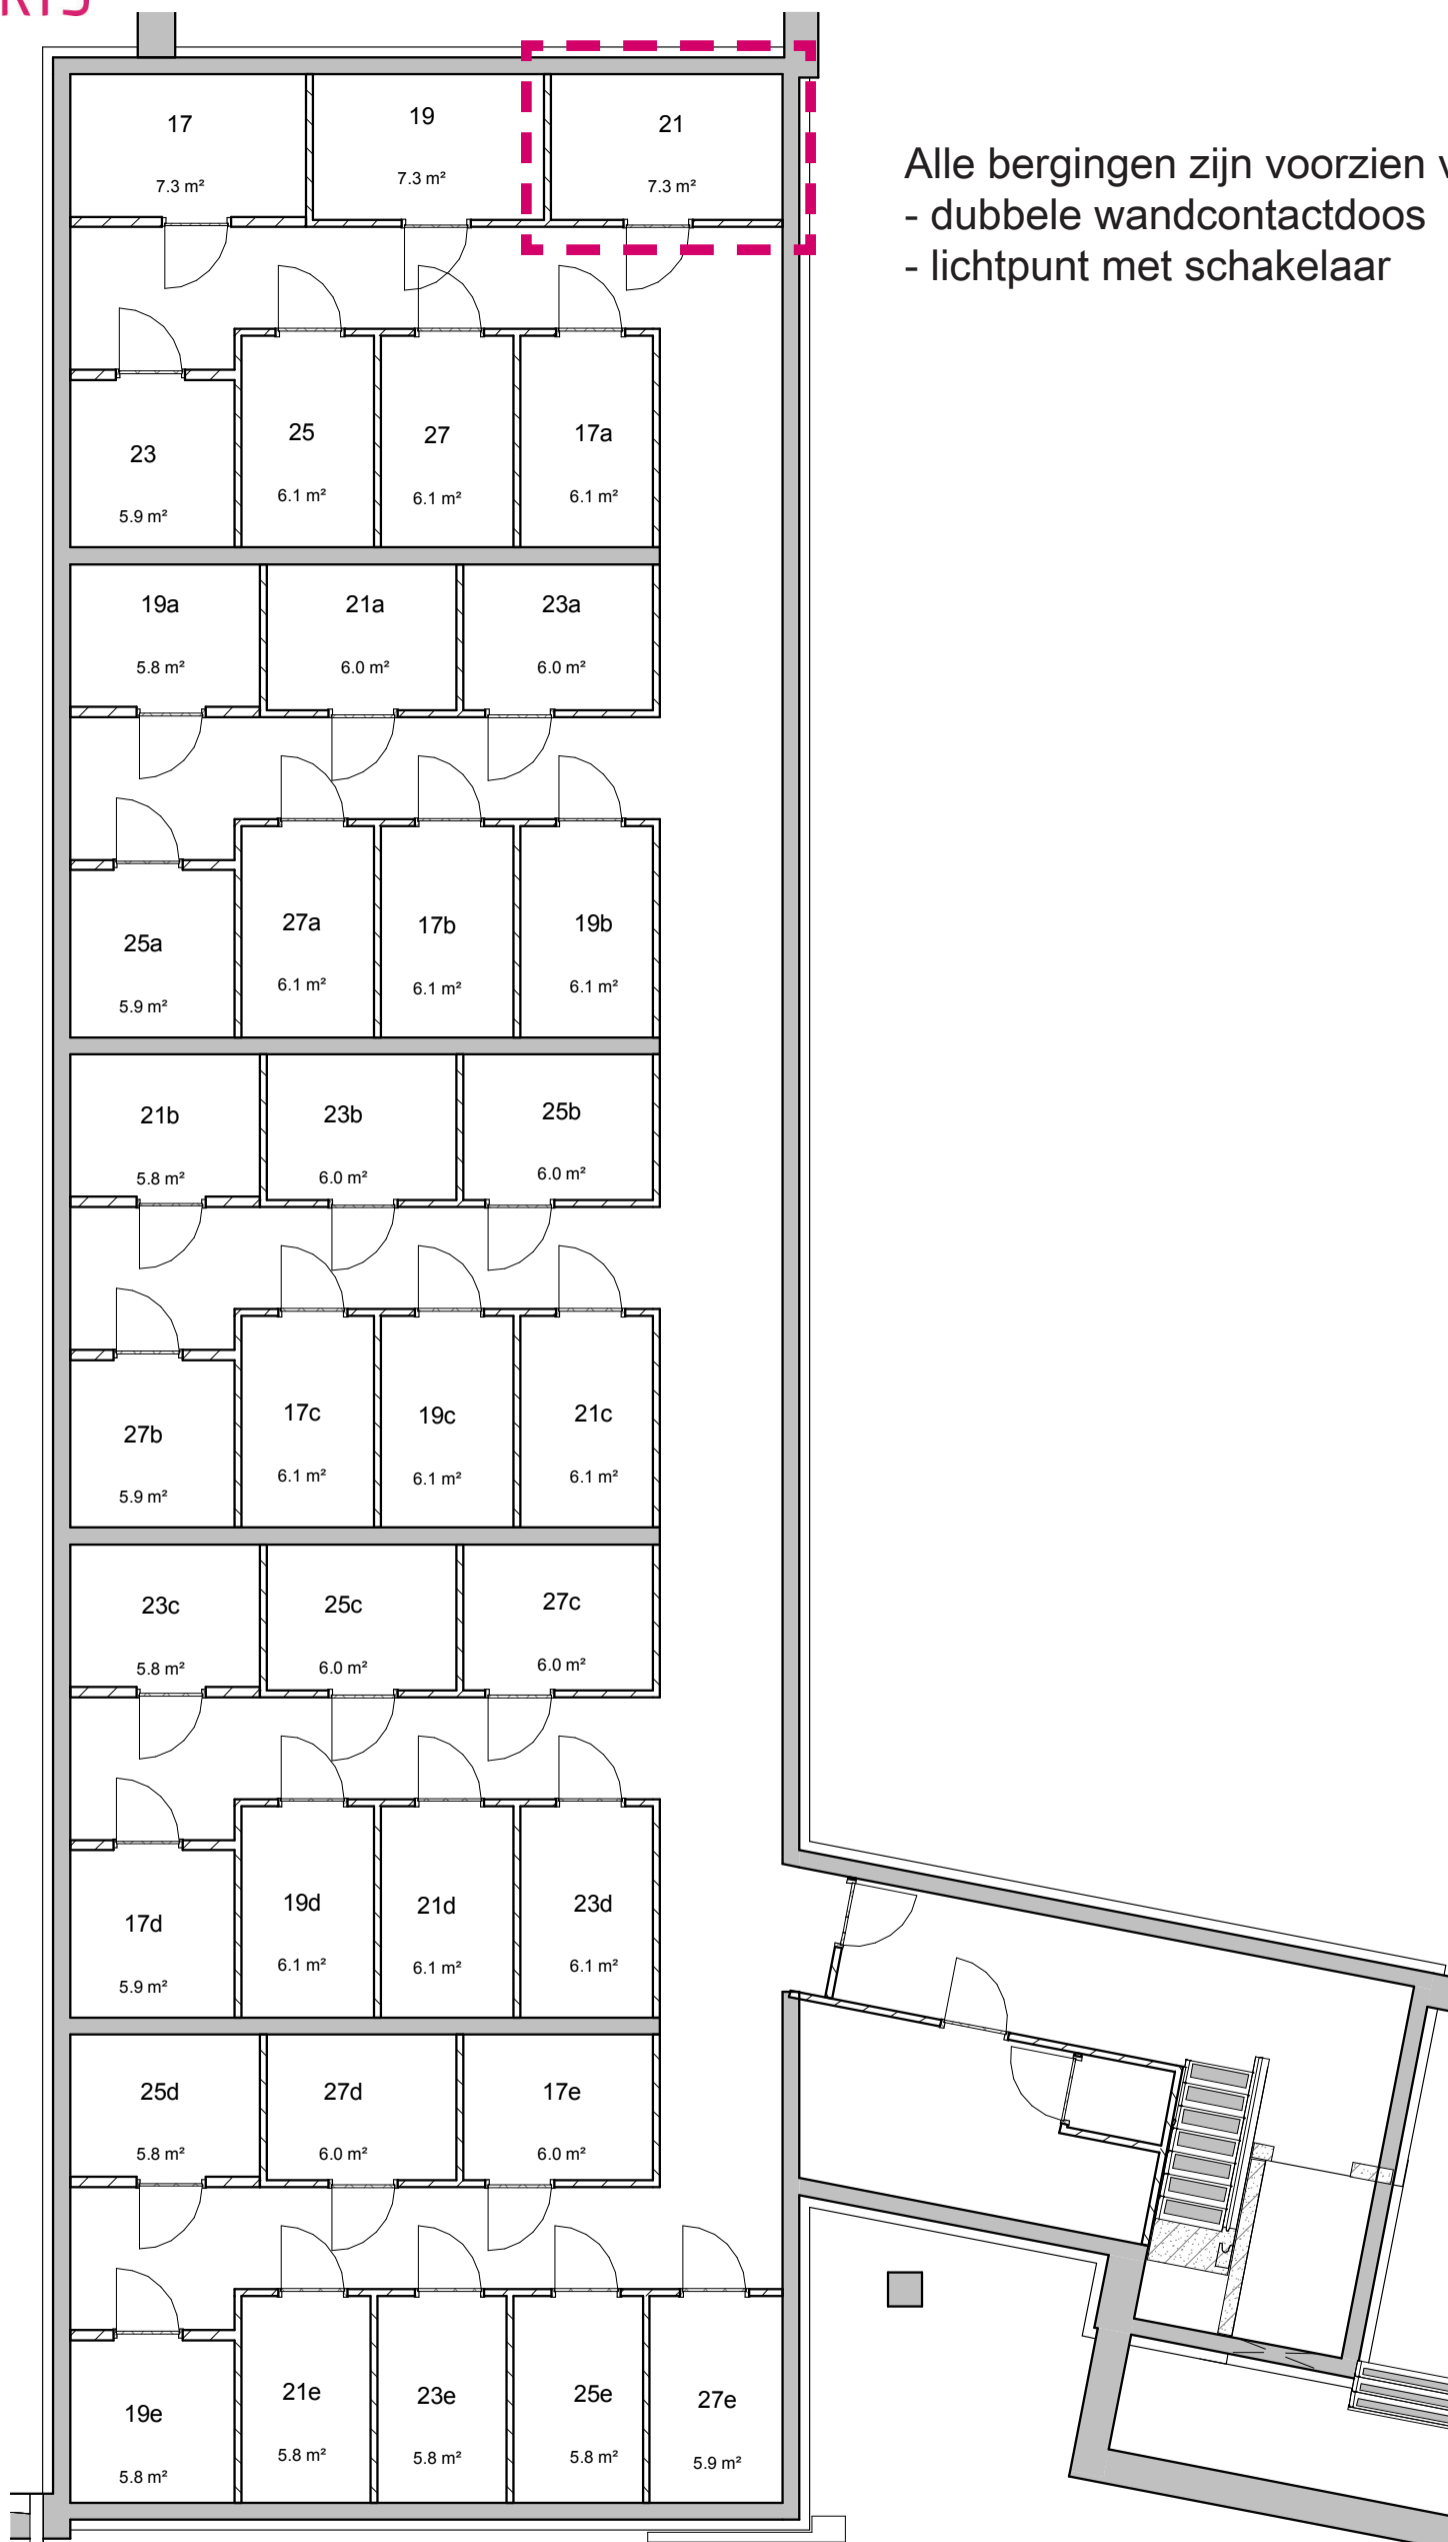 17
7.3 m²
19
7.3 m²
21
7.3 m²
Alle bergingen zijn voorzien
- dubbele wandcontactdoos
- lichtpunt met schakelaar
23
5.9 m²
25
6.1 m²
27
6.1 m²
17a
6.1 m²
19a
5.8 m²
21a
6.0 m²
23a
6.0 m²
25a
5.9 m²
27a
6.1 m²
17b
6.1 m²
19b
6.1 m²
21b
5.8 m²
23b
6.0 m²
25b
6.0 m²
27b
5.9 m²
17c
6.1 m²
19c
6.1 m²
21c
6.1 m²
23c
5.8 m²
25c
6.0 m²
27c
6.0 m²
17d
5.9 m²
19d
6.1 m²
21d
6.1 m²
23d
6.1 m²
25d
5.8 m²
27d
6.0 m²
17e
6.0 m²
19e
5.8 m²
21e
5.8 m²
23e
5.8 m²
25e
5.8 m²
27e
5.9 m²